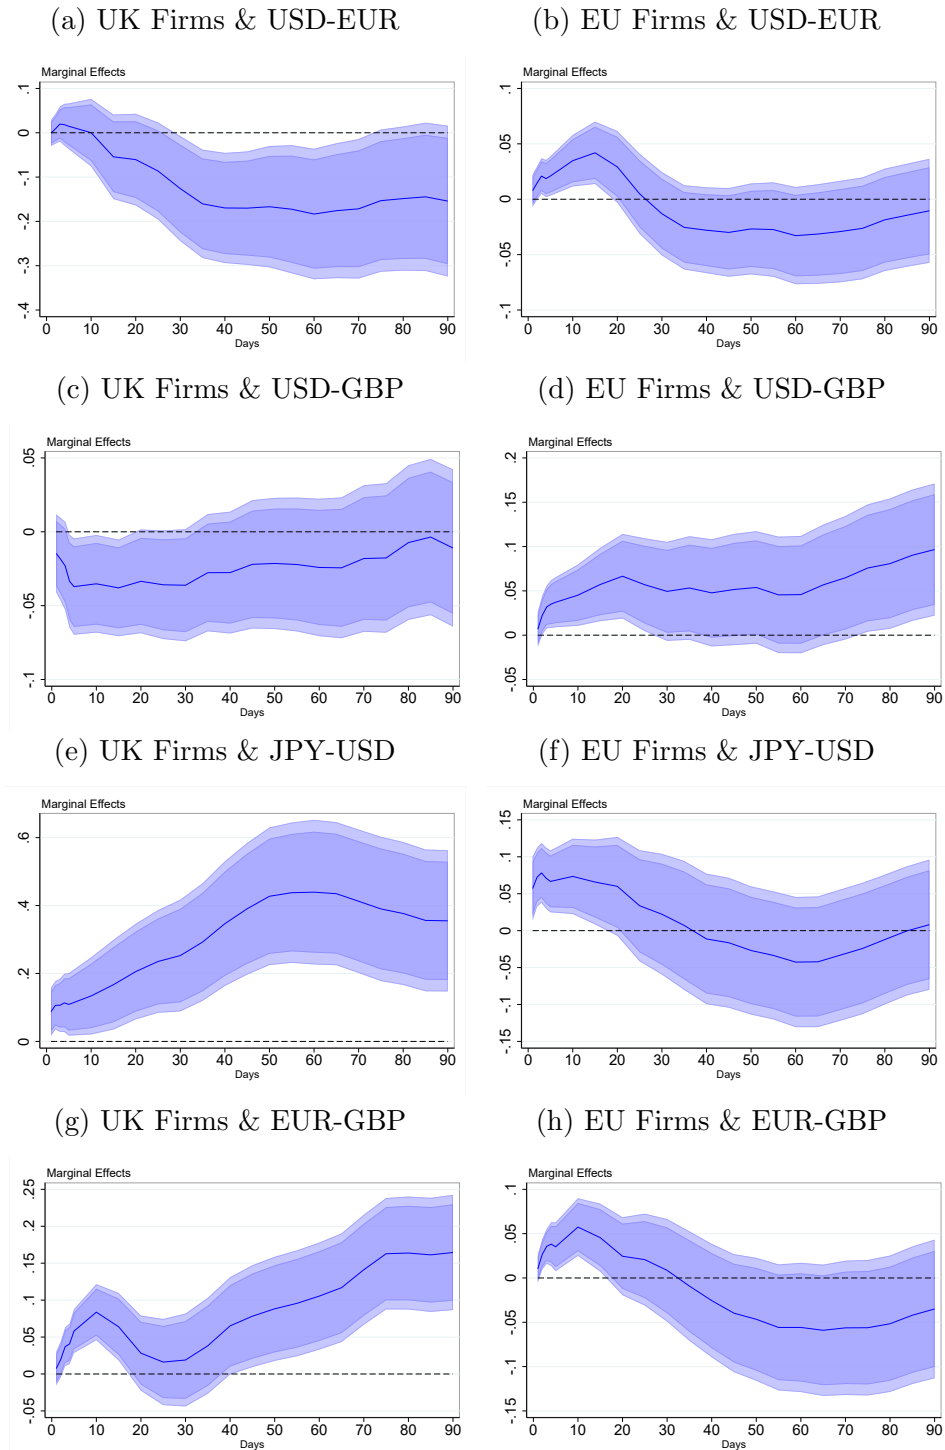 (a) UK Firms & USD-EUR
(b) EU Firms & USD-EUR
Marginal Effects
.1
0
-.1
-.2
-.3
-.4
0 10 20 30 40 50 60 70 80 90
Days
Marginal Effects
.1
.05
0
-.05
-.1
0 10 20 30 40 50 60 70 80 90
Days
(c) UK Firms & USD-GBP
(d) EU Firms & USD-GBP
Marginal Effects
.05
0
-.05
-.1
0 10 20 30 40 50 60 70 80 90
Days
Marginal Effects
.2
.15
.1
.05
0
-.05
0 10 20 30 40 50 60 70 80 90
Days
(e) UK Firms & JPY-USD
(f) EU Firms & JPY-USD
Marginal Effects
.6
.4
.2
0
0 10 20 30 40 50 60 70 80 90
Days
Marginal Effects
.15
.1
.05
0
-.05
-.1
-.15
0 10 20 30 40 50 60 70 80 90
Days
(g) UK Firms & EUR-GBP
(h) EU Firms & EUR-GBP
Marginal Effects
.25
.2
.15
.1
.05
0
-.05
0 10 20 30 40 50 60 70 80 90
Days
Marginal Effects
.1
.05
0
-.05
-.1
-.15
0 10 20 30 40 50 60 70 80 90
Days